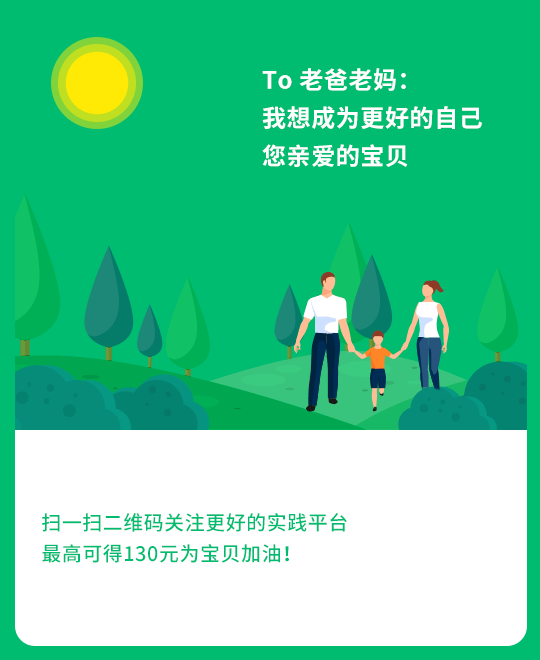 To 老爸老妈：
我想成为更好的自己
您亲爱的宝贝
扫一扫二维码关注更好的实践平台
最高可得130元为宝贝加油！